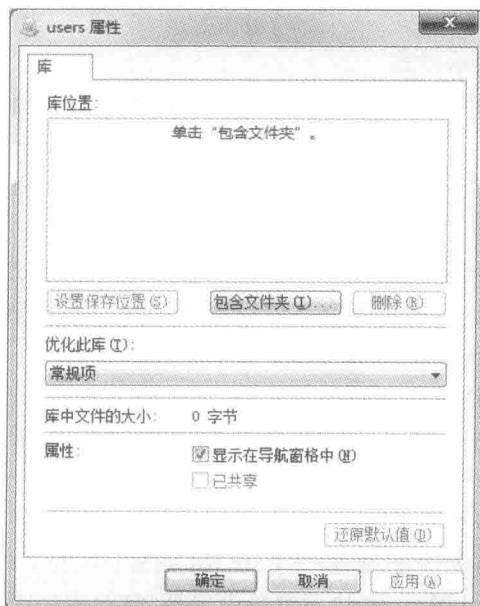 users 属性
库
库位置:
单击“包含文件夹”。
设置保存位置(S) 包含文件夹(I)... 删除(R)
优化此库(T):
常规项
库中文件的大小: 0 字节
属性: 显示在导航窗格中(N)
已共享
还原默认值(D)
确定 取消 应用(A)